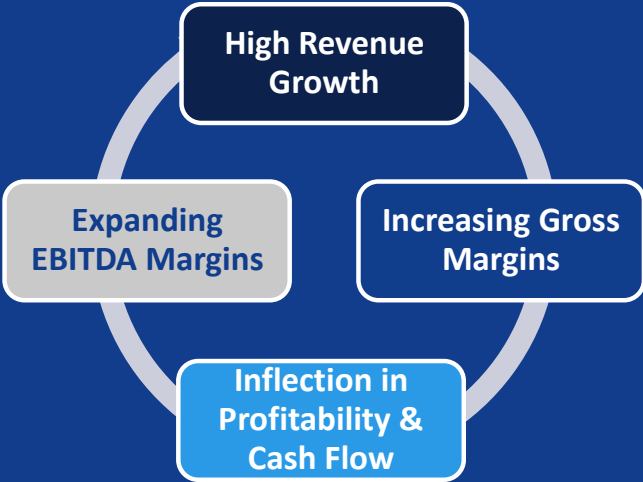 High Revenue
Growth
Expanding
EBITDA Margins
Increasing Gross
Margins
Inflection in
Profitability &
Cash Flow